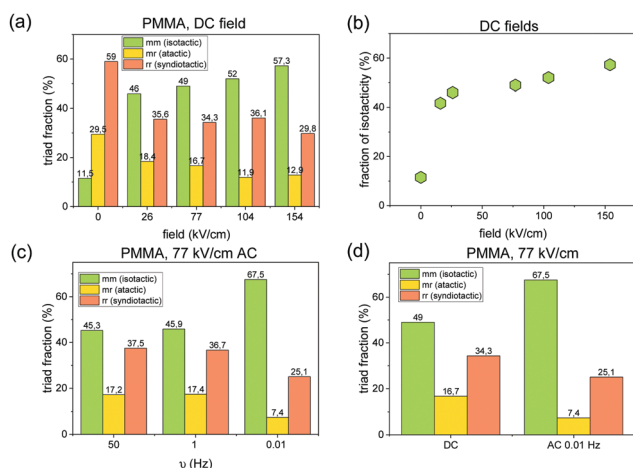 (a)
PMMA, DC field
mm (isotactic)
mr (atactic)
rr (syndiotactic)
triad fraction (%)
60
40
20
0
11,5
29,5
59
46
18,4
35,6
49
16,7
34,3
52
11,9
36,1
57,3
12,9
29,8
0 26 77 104 154
field (kV/cm)
(b)
DC fields
fraction of isotacticity (%)
60
40
20
0
0 50 100 150
field (kV/cm)
(c)
PMMA, 77 kV/cm AC
mm (isotactic)
mr (atactic)
rr (syndiotactic)
triad fraction (%)
60
40
20
0
45,3
17,2
37,5
45,9
17,4
36,7
67,5
7,4
25,1
50 1 0.01
υ (Hz)
(d)
PMMA, 77 kV/cm
mm (isotactic)
mr (atactic)
rr (syndiotactic)
triad fraction (%)
60
40
20
0
49
16,7
34,3
67,5
7,4
25,1
DC AC 0.01 Hz